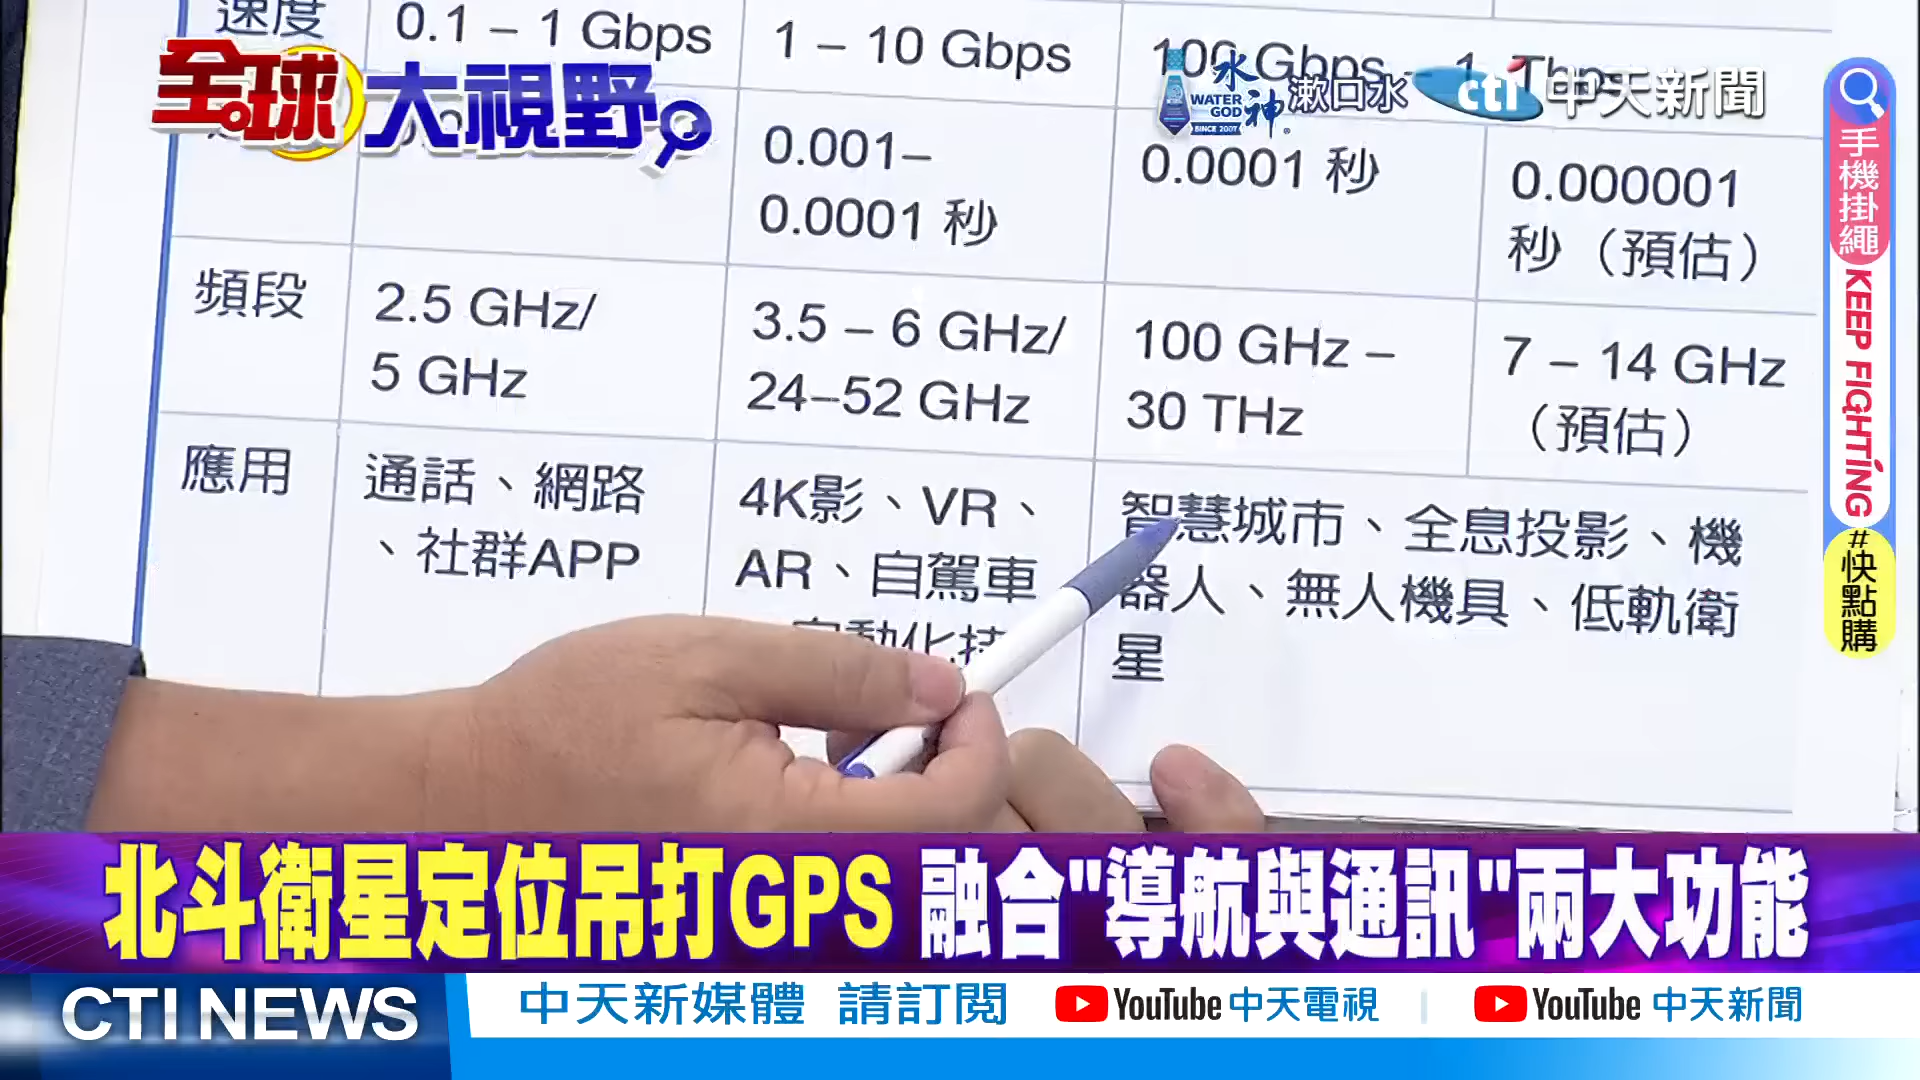 速度
0.1 – 1 Gbps
1 – 10 Gbps
100 Gbps – 1 Tbps
全球大視野
水神
WATER GOD
SINCE 2007
漱口水
cti 中天新聞
0.001–
0.0001 秒
0.0001 秒
0.000001
秒（預估）
頻段
2.5 GHz/
5 GHz
3.5 – 6 GHz/
24–52 GHz
100 GHz –
30 THz
7 – 14 GHz
（預估）
應用
通話、網路
、社群APP
4K影、VR、
AR、自駕車
智慧城市、全息投影、機
器人、無人機具、低軌衛
星
手機掛繩
KEEP FIGHTING
#快點購
北斗衛星定位吊打GPS 融合"導航與通訊"兩大功能
CTI NEWS
中天新媒體 請訂閱 YouTube 中天電視 YouTube 中天新聞